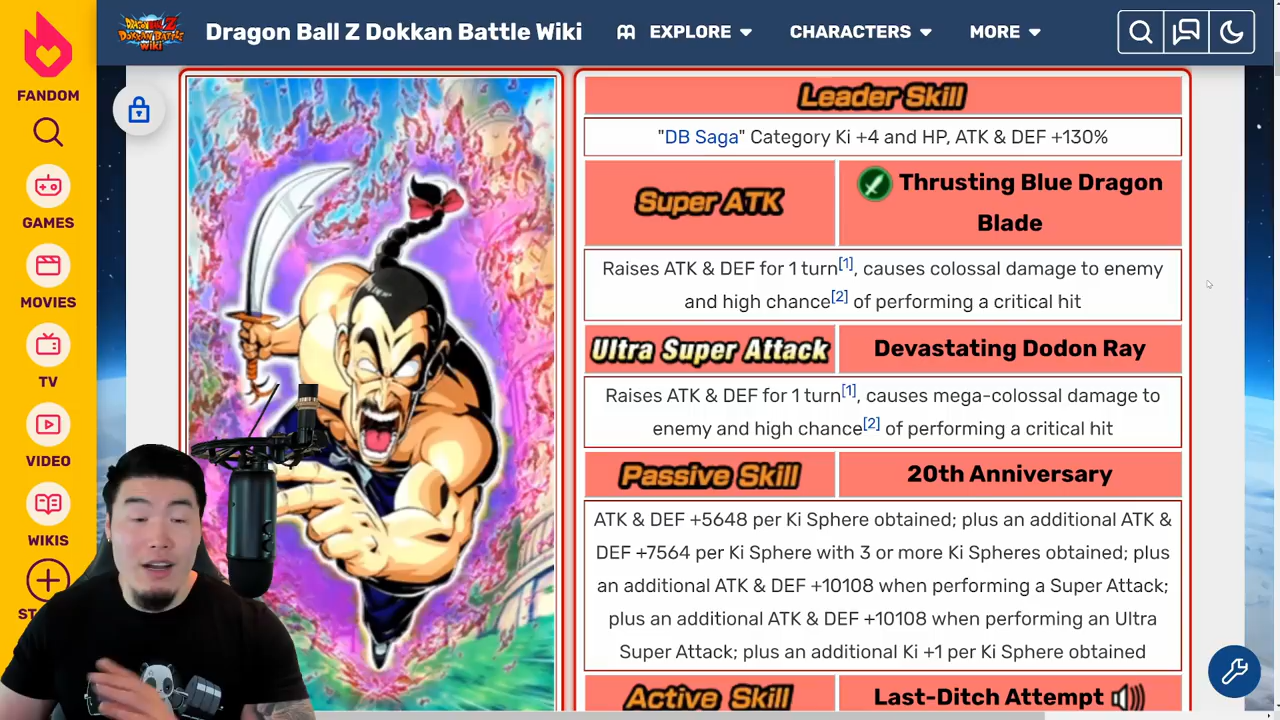 Dragon Ball Z Dokkan Battle Wiki
EXPLORE
CHARACTERS
MORE
FANDOM
GAMES
MOVIES
TV
VIDEO
WIKIS
Leader Skill
"DB Saga" Category Ki +4 and HP, ATK & DEF +130%
Super ATK
Thrusting Blue Dragon
Blade
Raises ATK & DEF for 1 turn[1], causes colossal damage to enemy
and high chance[2] of performing a critical hit
Ultra Super Attack
Devastating Dodon Ray
Raises ATK & DEF for 1 turn[1], causes mega-colossal damage to
enemy and high chance[2] of performing a critical hit
Passive Skill
20th Anniversary
ATK & DEF +5648 per Ki Sphere obtained; plus an additional ATK &
DEF +7564 per Ki Sphere with 3 or more Ki Spheres obtained; plus
an additional ATK & DEF +10108 when performing a Super Attack;
plus an additional ATK & DEF +10108 when performing an Ultra
Super Attack; plus an additional Ki +1 per Ki Sphere obtained
Active Skill
Last-Ditch Attempt